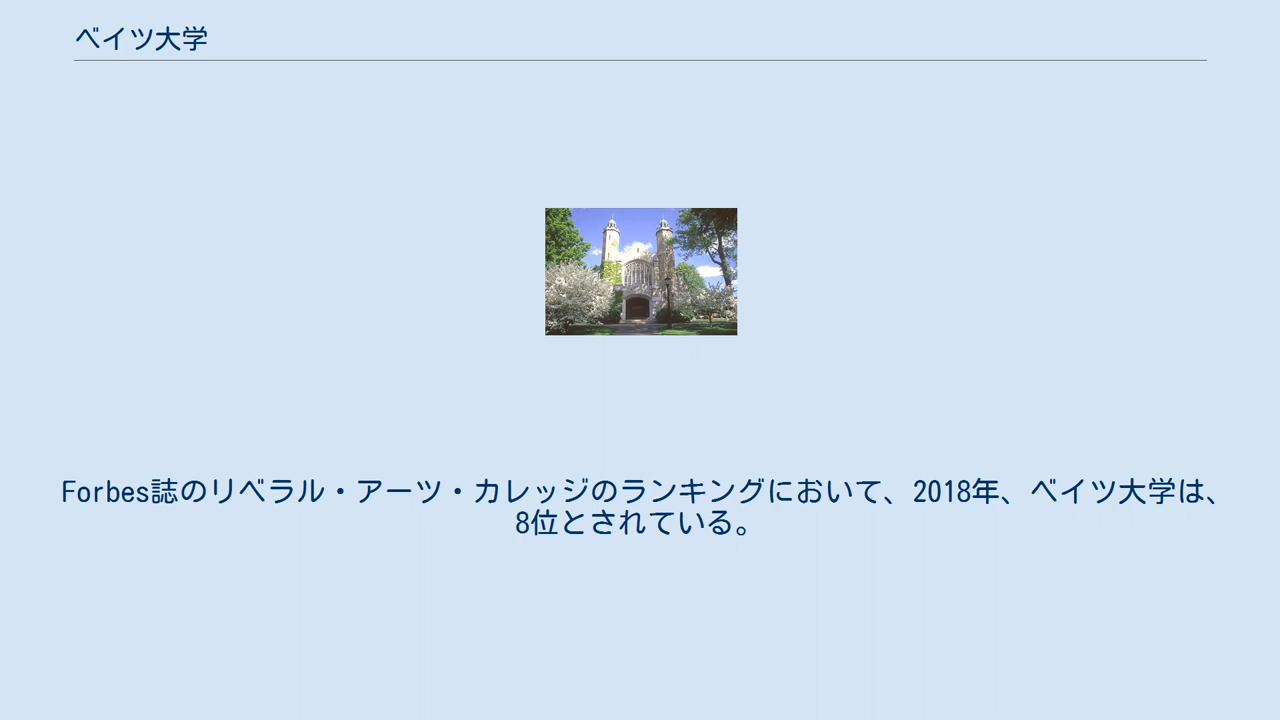 ベイツ大学
Forbes誌のリベラル・アーツ・カレッジのランキングにおいて、2018年、ベイツ大学は、
8位とされている。